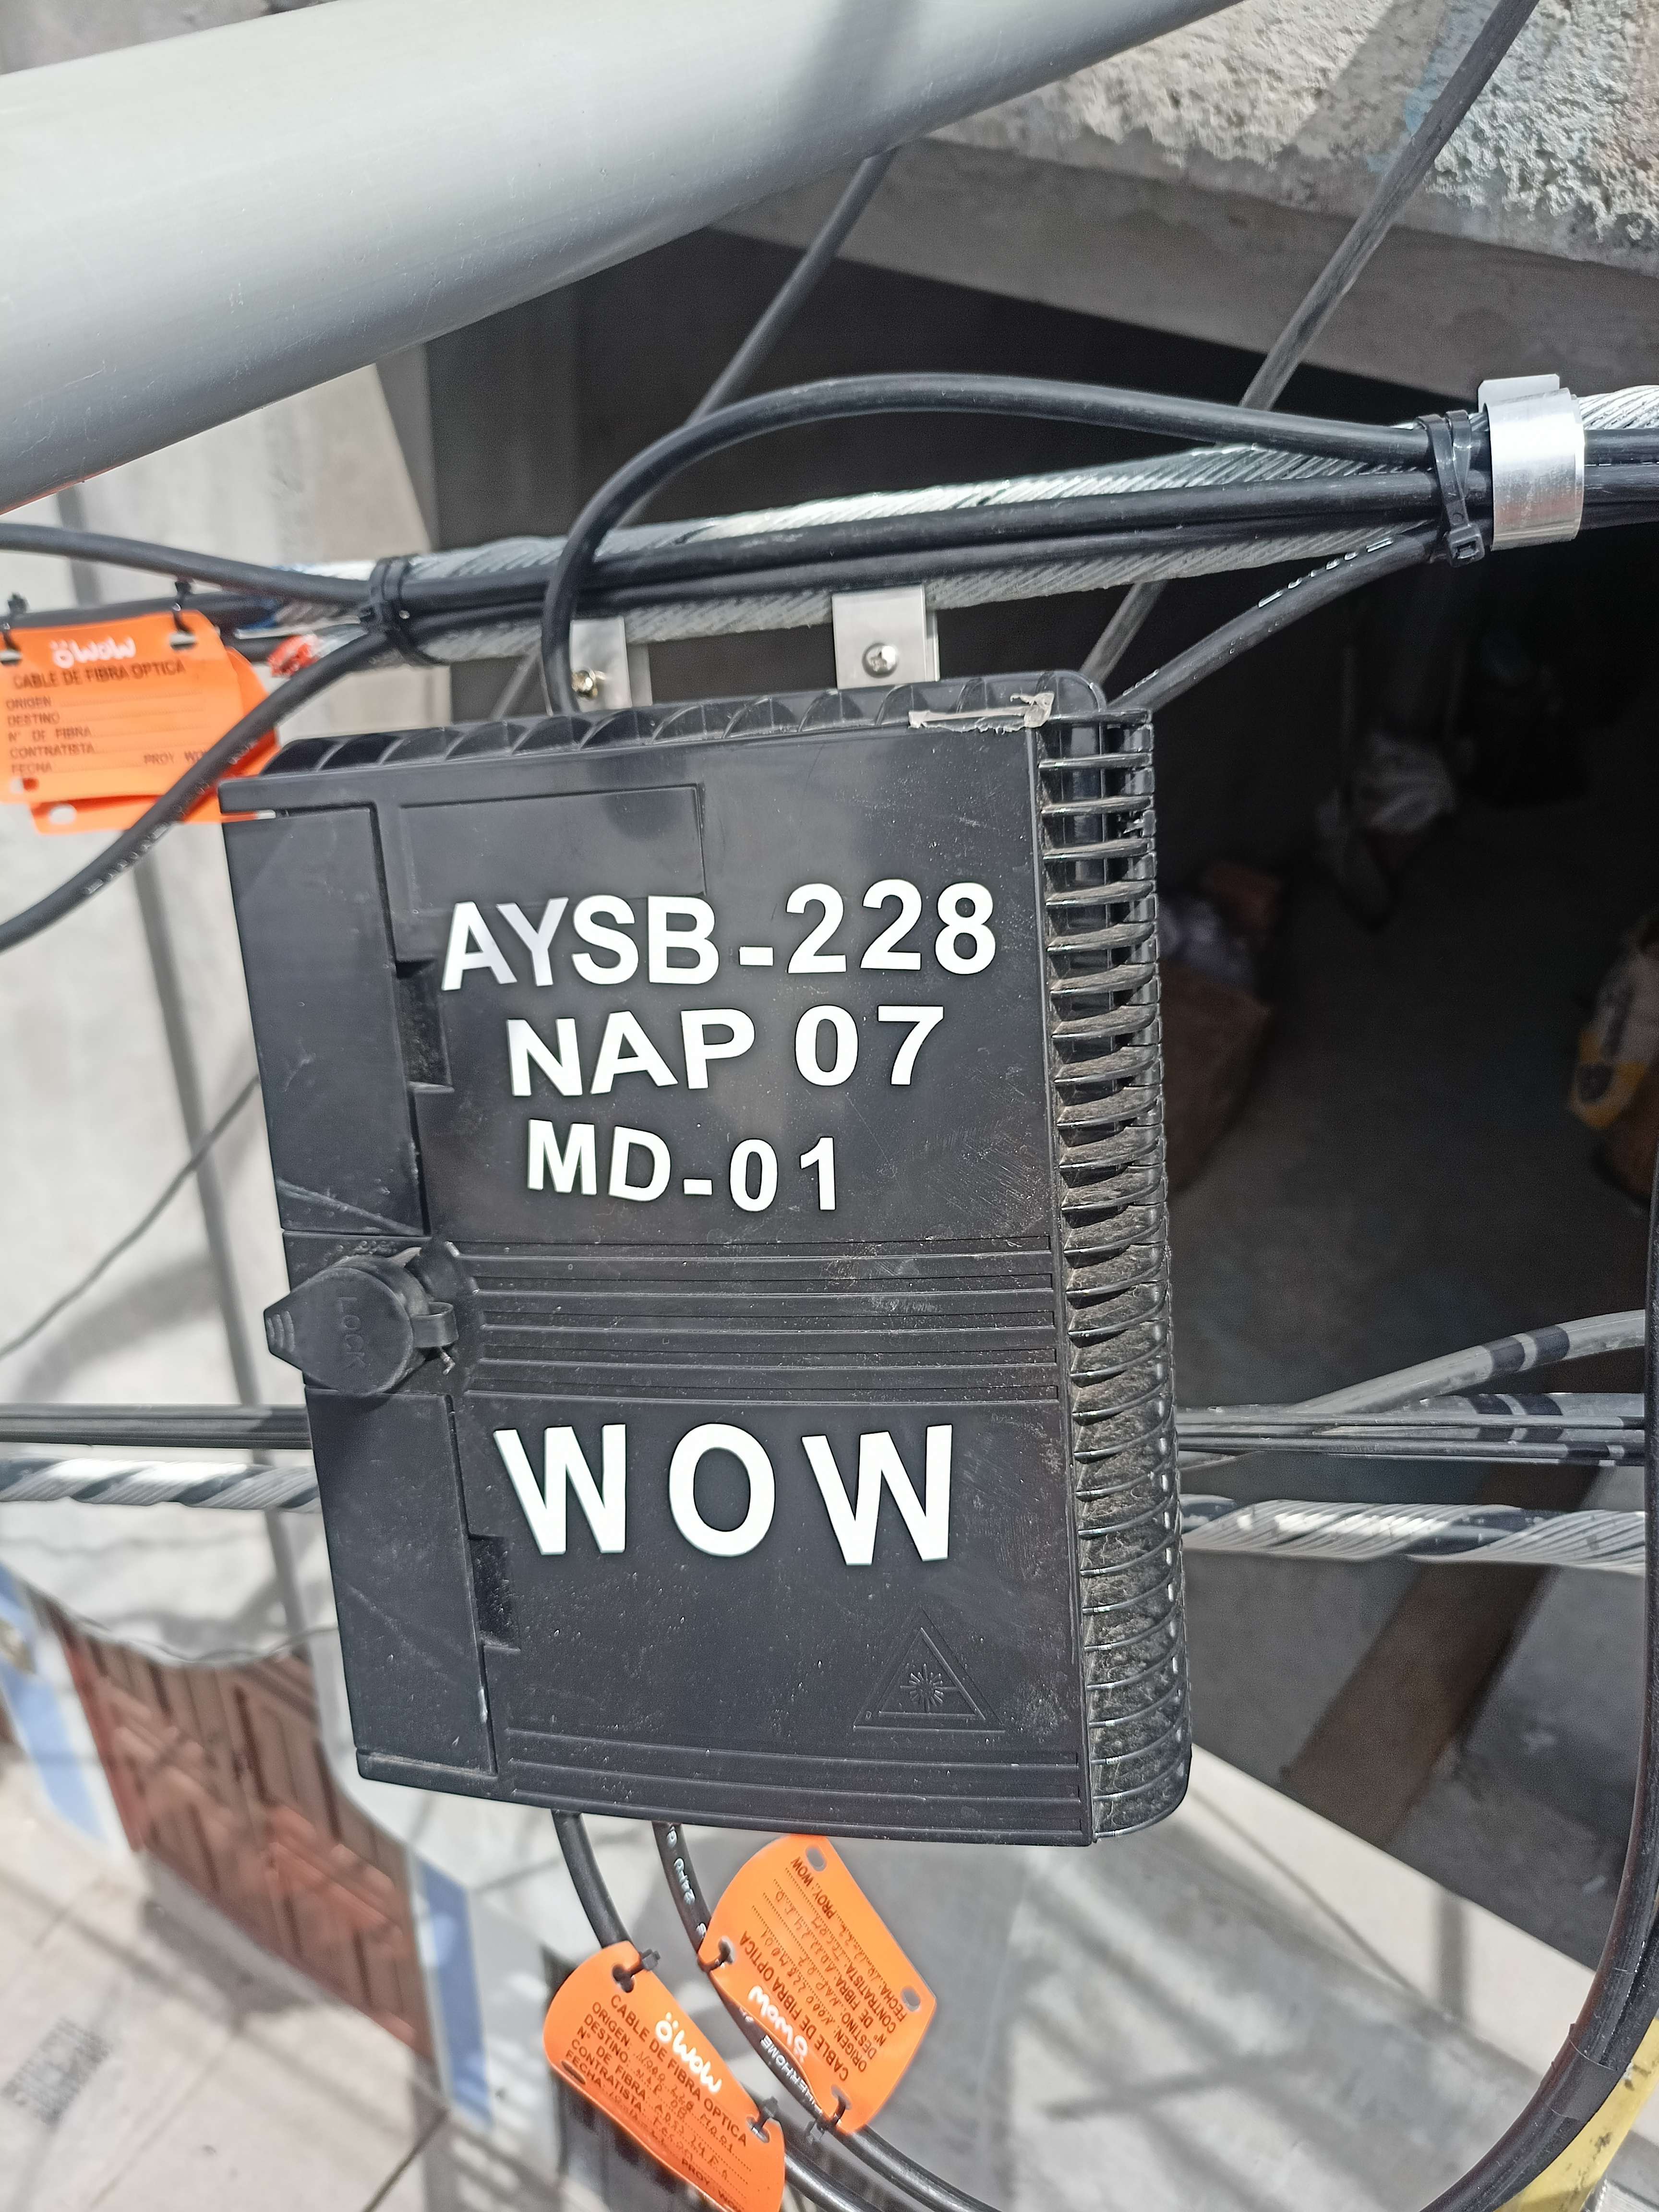 wow
CABLE DE FIBRA OPTICA
ORIGEN
DESTINO
N° DE FIBRA
CONTRATISTA
FECHA
PROY
AYSB-228
NAP 07
MD-01
LOCK
WOW
wow
CABLE DE FIBRA OPTICA
ORIGEN:
DESTINO:
N° DE FIBRA:
CONTRATISTA:
FECHA: PROY: WOW
wow
CABLE DE FIBRA OPTICA
ORIGEN
DESTINO
N° DE FIBRA
CONTRATISTA
FECHA:
PROY